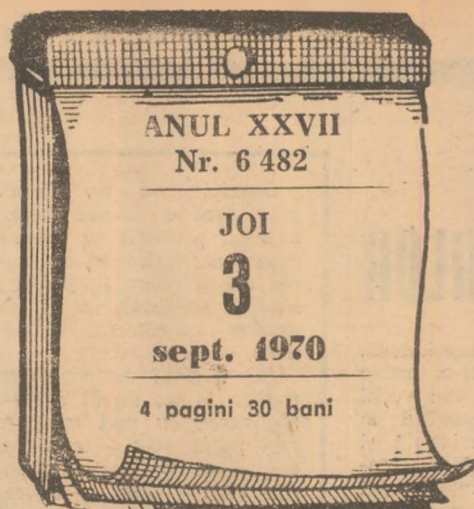 ANUL XXVII
Nr. 6 482
JOI
3
sept. 1970
4 pagini 30 bani